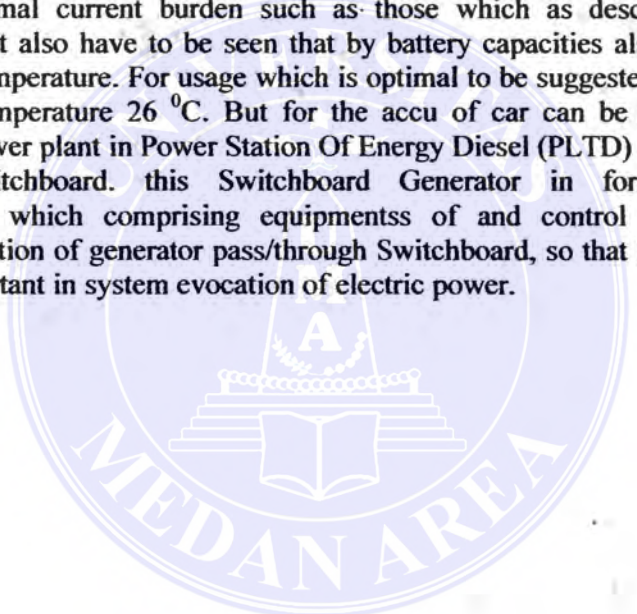 mal current burden such as those which as desc
t also have to be seen that by battery capacities al
nperature. For usage which is optimal to be suggeste
nperature 26 ⁰C. But for the accu of car can be
ver plant in Power Station Of Energy Diesel (PLTD)
itchboard. this Switchboard Generator in for
which comprising equipmentss of and control
tion of generator pass/through Switchboard, so that
tant in system evocation of electric power.
UNIVERSITAS
U M A
MEDAN AREA